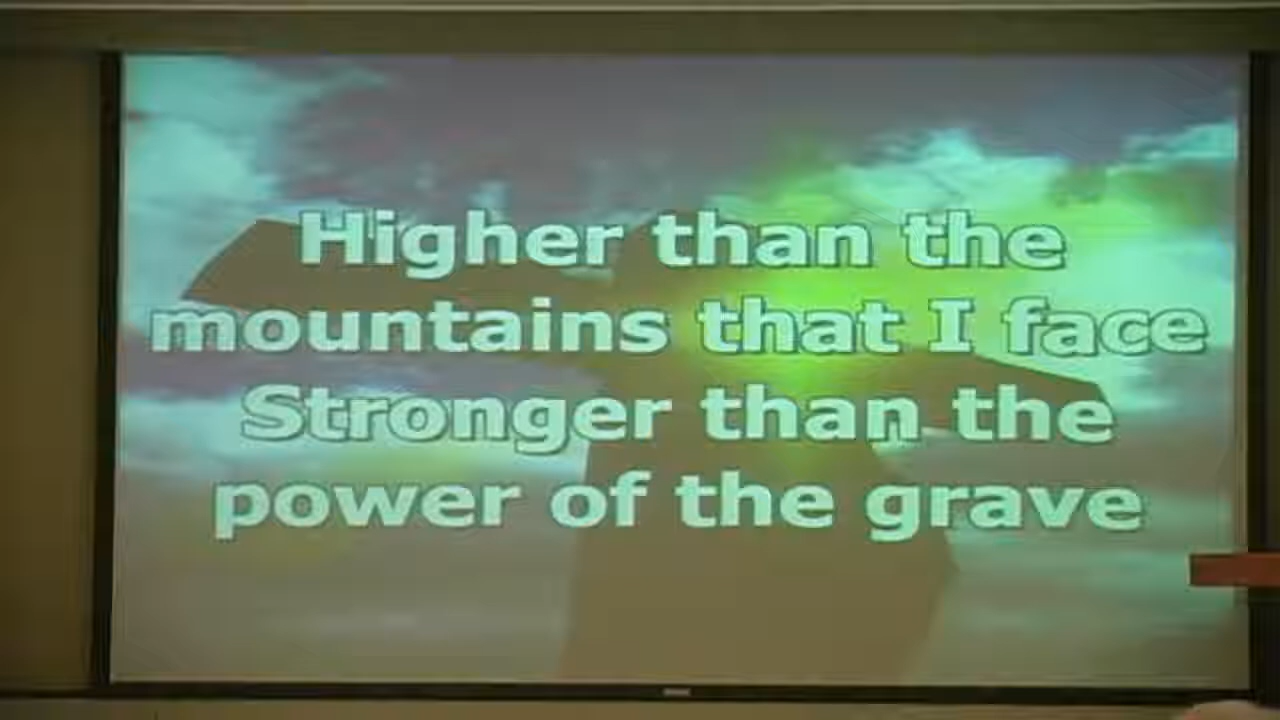 Higher than the
mountains that I face
Stronger than the
power of the grave